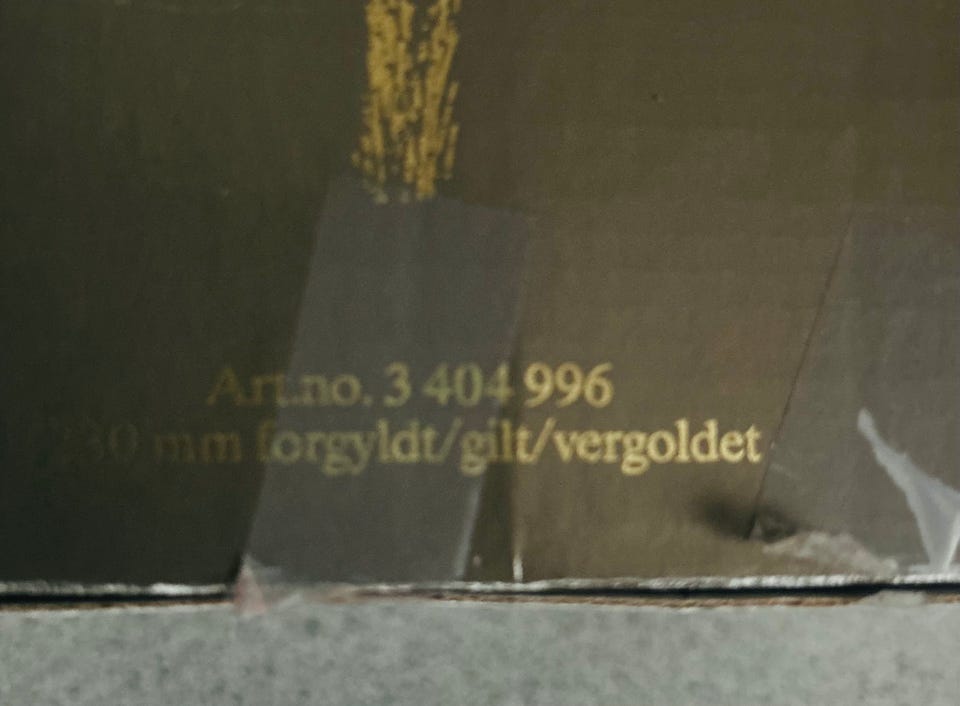 Art.no. 3 404 996
mm forgyldt/gilt/vergoldet